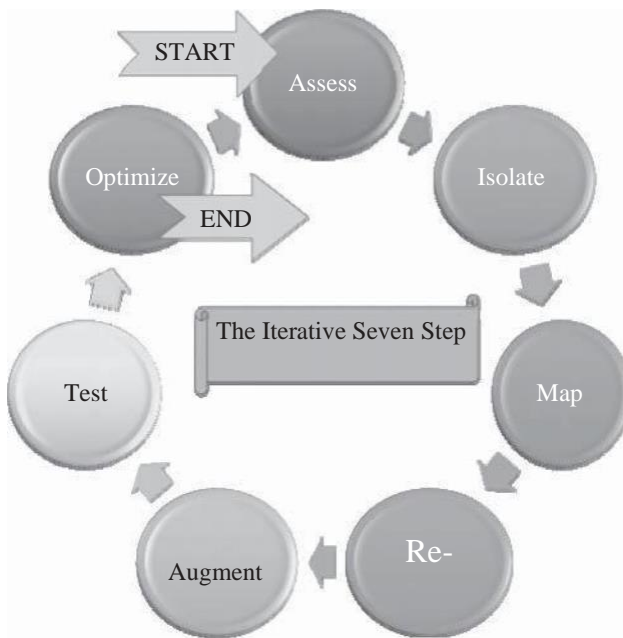 START
Assess
Isolate
Map
Re-
Augment
Test
Optimize
END
The Iterative Seven Step